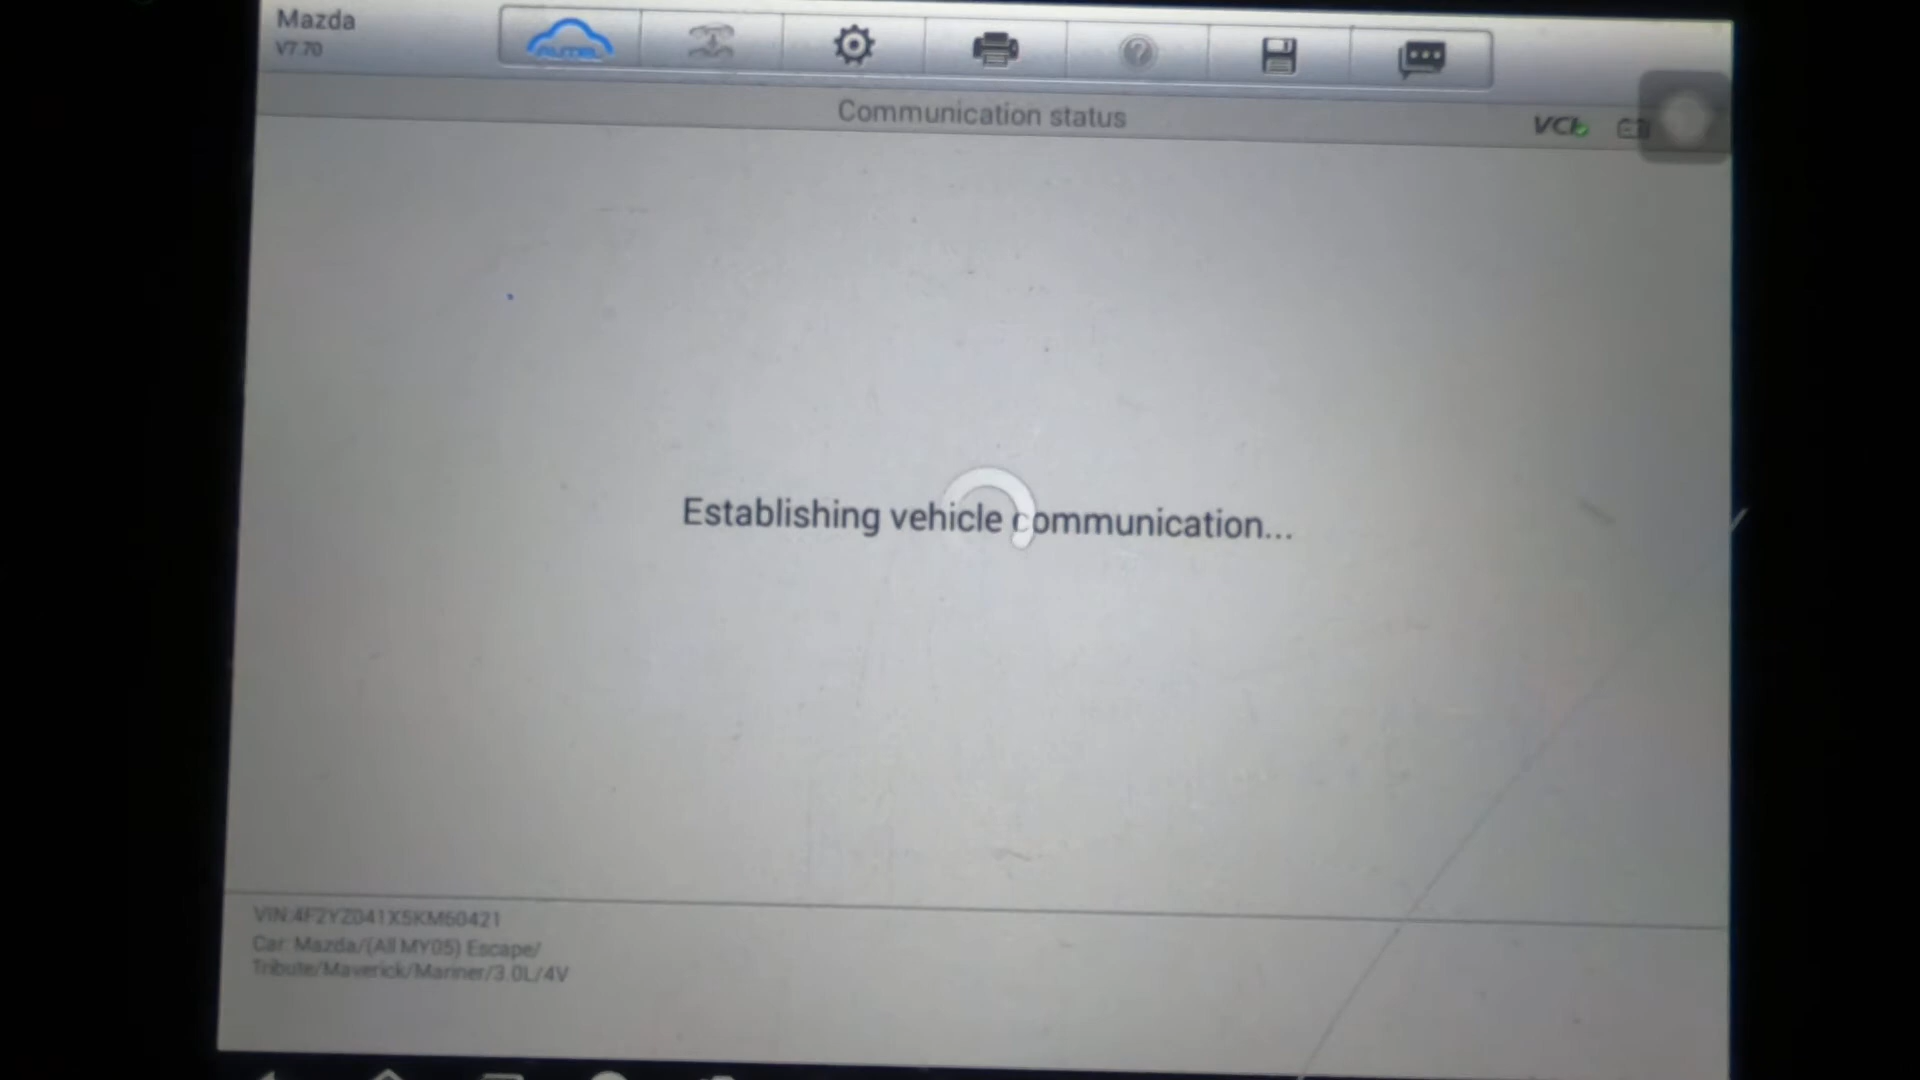 Mazda
V7.70
AUTEL
Communication status
VCI
Establishing vehicle communication...
VIN:4F2YZ041X5KM60421
Car: Mazda/(All MY05) Escape/
Tribute/Maverick/Mariner/3.0L/4V